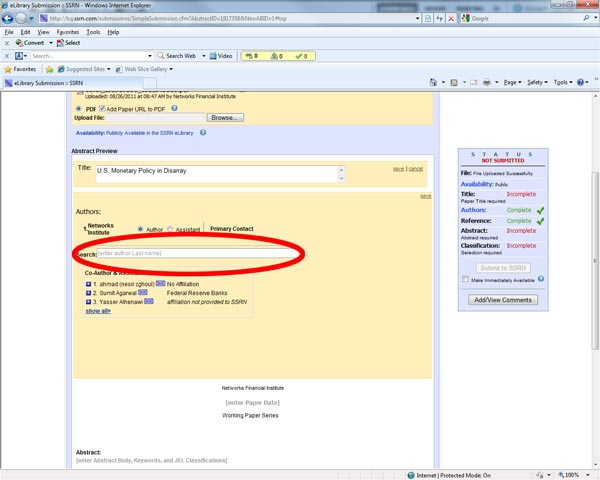 eLibrary Submission :: SSRN - Windows Internet Explorer
http://hq.ssrn.com/submissions/SimpleSubmission.cfm?AbstractID=1917358&NewABID=1#top
Google
File Edit View Favorites Tools Help
Convert Select
Search Web Video 0 0 0
Favorites Suggested Sites Web Slice Gallery
eLibrary Submission :: SSRN
Page Safety Tools
Uploaded: 08/26/2011 at 08:47 AM by Networks Financial Institute
PDF Add Paper URL to PDF
Upload File: Browse...
Availability: Publicly Available in the SSRN eLibrary
Abstract Preview
Title: U.S. Monetary Policy in Disarray save | cancel
save
Authors:
1 Networks Institute Author Assistant Primary Contact
Search: [enter author Last name]
Co-Author &
1. ahmad (nesir zghoul) No Affiliation
2. Sumit Agarwal Federal Reserve Banks
3. Yasser Alhenawi affiliation not provided to SSRN
show all>
Networks Financial Institute
[enter Paper Date]
Working Paper Series
Abstract:
[enter Abstract Body, Keywords, and JEL Classifications]
S T A T U S
NOT SUBMITTED
File: File Uploaded Successfully
Availability: Public
Title: Incomplete
Paper Title required
Authors: Complete
Reference: Complete
Abstract: Incomplete
Abstract required
Classification: Incomplete
Selection required
Submit to SSRN
Make Immediately Available
Add/View Comments
Internet | Protected Mode: On
100%